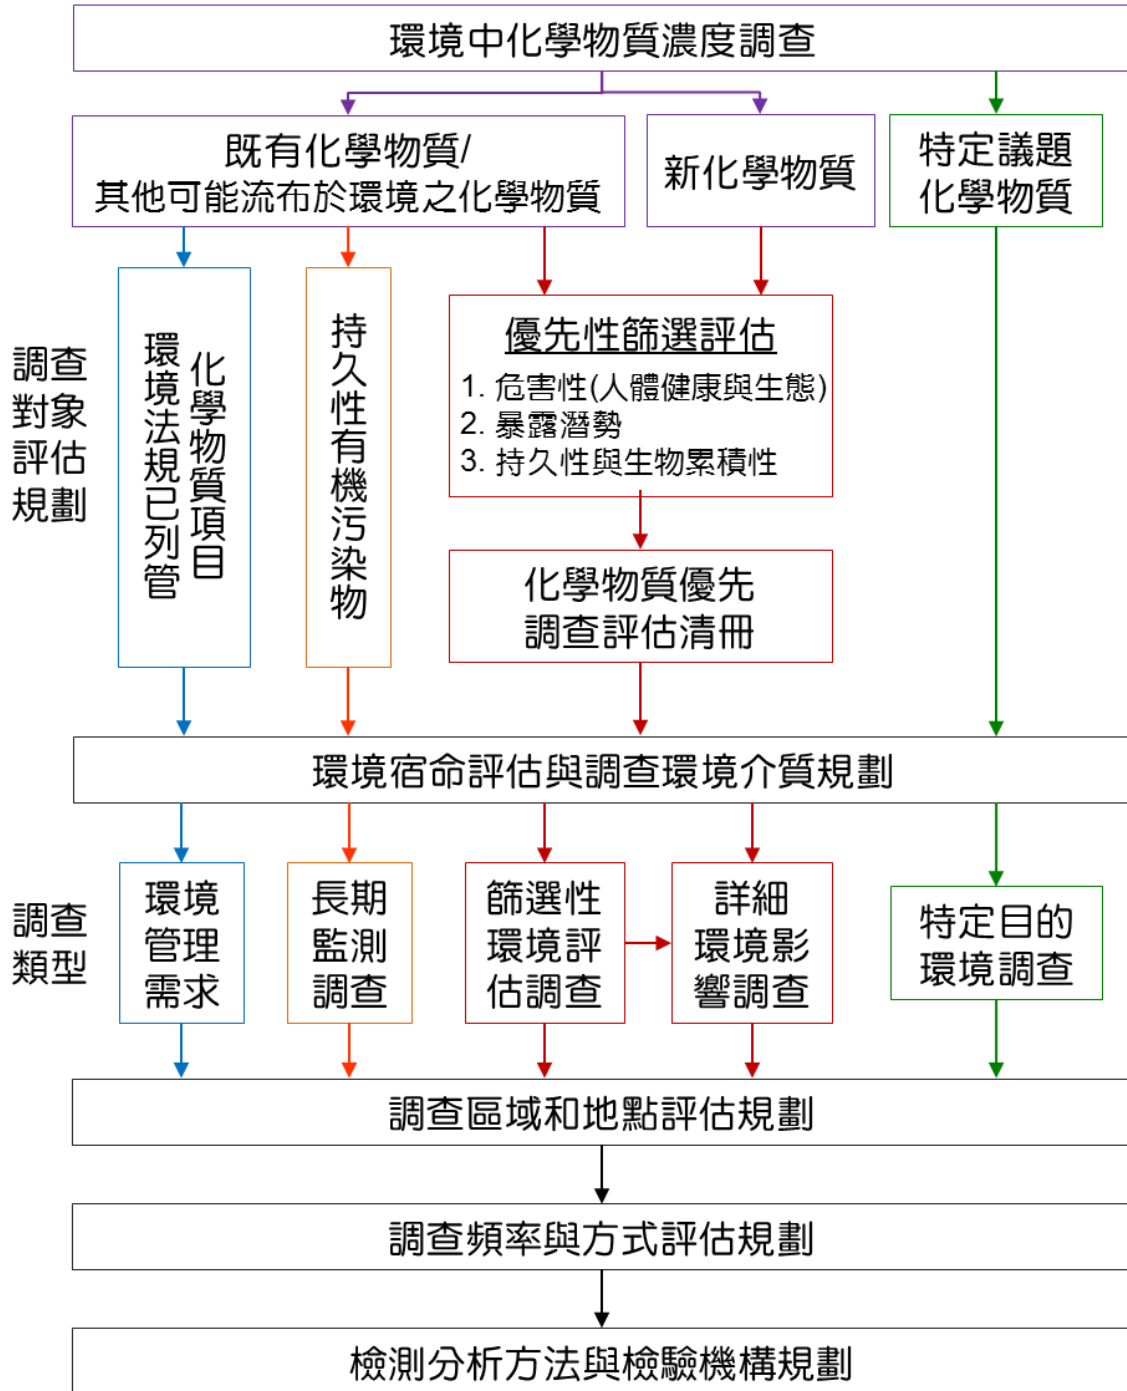 環境中化學物質濃度調查
既有化學物質/
其他可能流布於環境之化學物質
新化學物質
特定議題
化學物質
調查
對象
評估
規劃
環境法規已列管
化學物質項目
持久性有機污染物
優先性篩選評估
1. 危害性(人體健康與生態)
2. 暴露潛勢
3. 持久性與生物累積性
化學物質優先
調查評估清冊
環境宿命評估與調查環境介質規劃
調查
類型
環境
管理
需求
長期
監測
調查
篩選性
環境評
估調查
詳細
環境影
響調查
特定目的
環境調查
調查區域和地點評估規劃
調查頻率與方式評估規劃
檢測分析方法與檢驗機構規劃